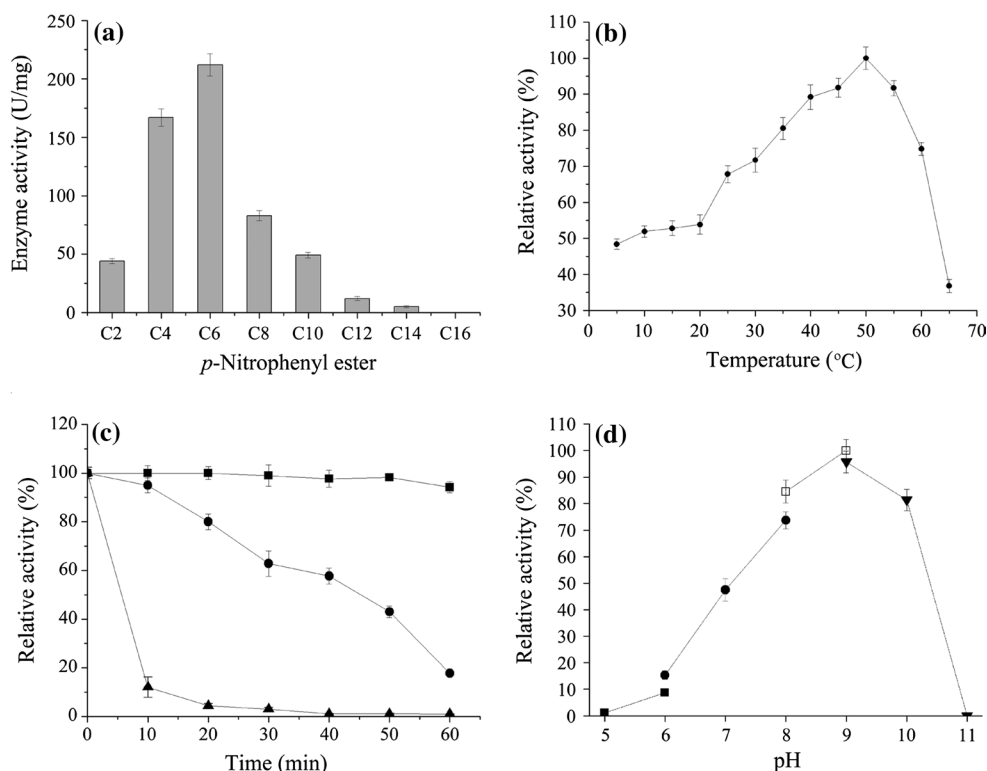 (a)
Enzyme activity (U/mg)
250
200
150
100
50
0
C2 C4 C6 C8 C10 C12 C14 C16
p-Nitrophenyl ester
(b)
Relative activity (%)
110
100
90
80
70
60
50
40
30
0 10 20 30 40 50 60 70
Temperature (°C)
(c)
Relative activity (%)
120
100
80
60
40
20
0
0 10 20 30 40 50 60
Time (min)
(d)
Relative activity (%)
110
100
90
80
70
60
50
40
30
20
10
0
5 6 7 8 9 10 11
pH